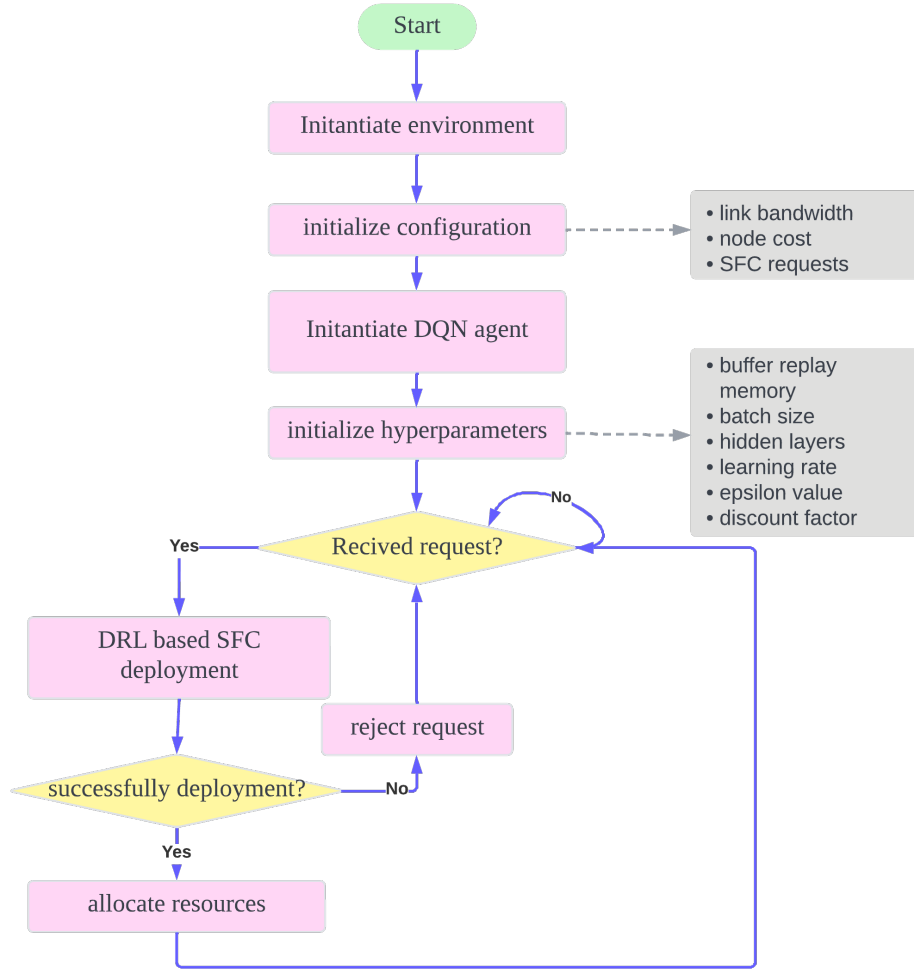 Start
Initantiate environment
initialize configuration
• link bandwidth
• node cost
• SFC requests
Initantiate DQN agent
initialize hyperparameters
• buffer replay
memory
• batch size
• hidden layers
• learning rate
• epsilon value
• discount factor
No
Yes
Recived request?
DRL based SFC
deployment
reject request
successfully deployment?
No
Yes
allocate resources